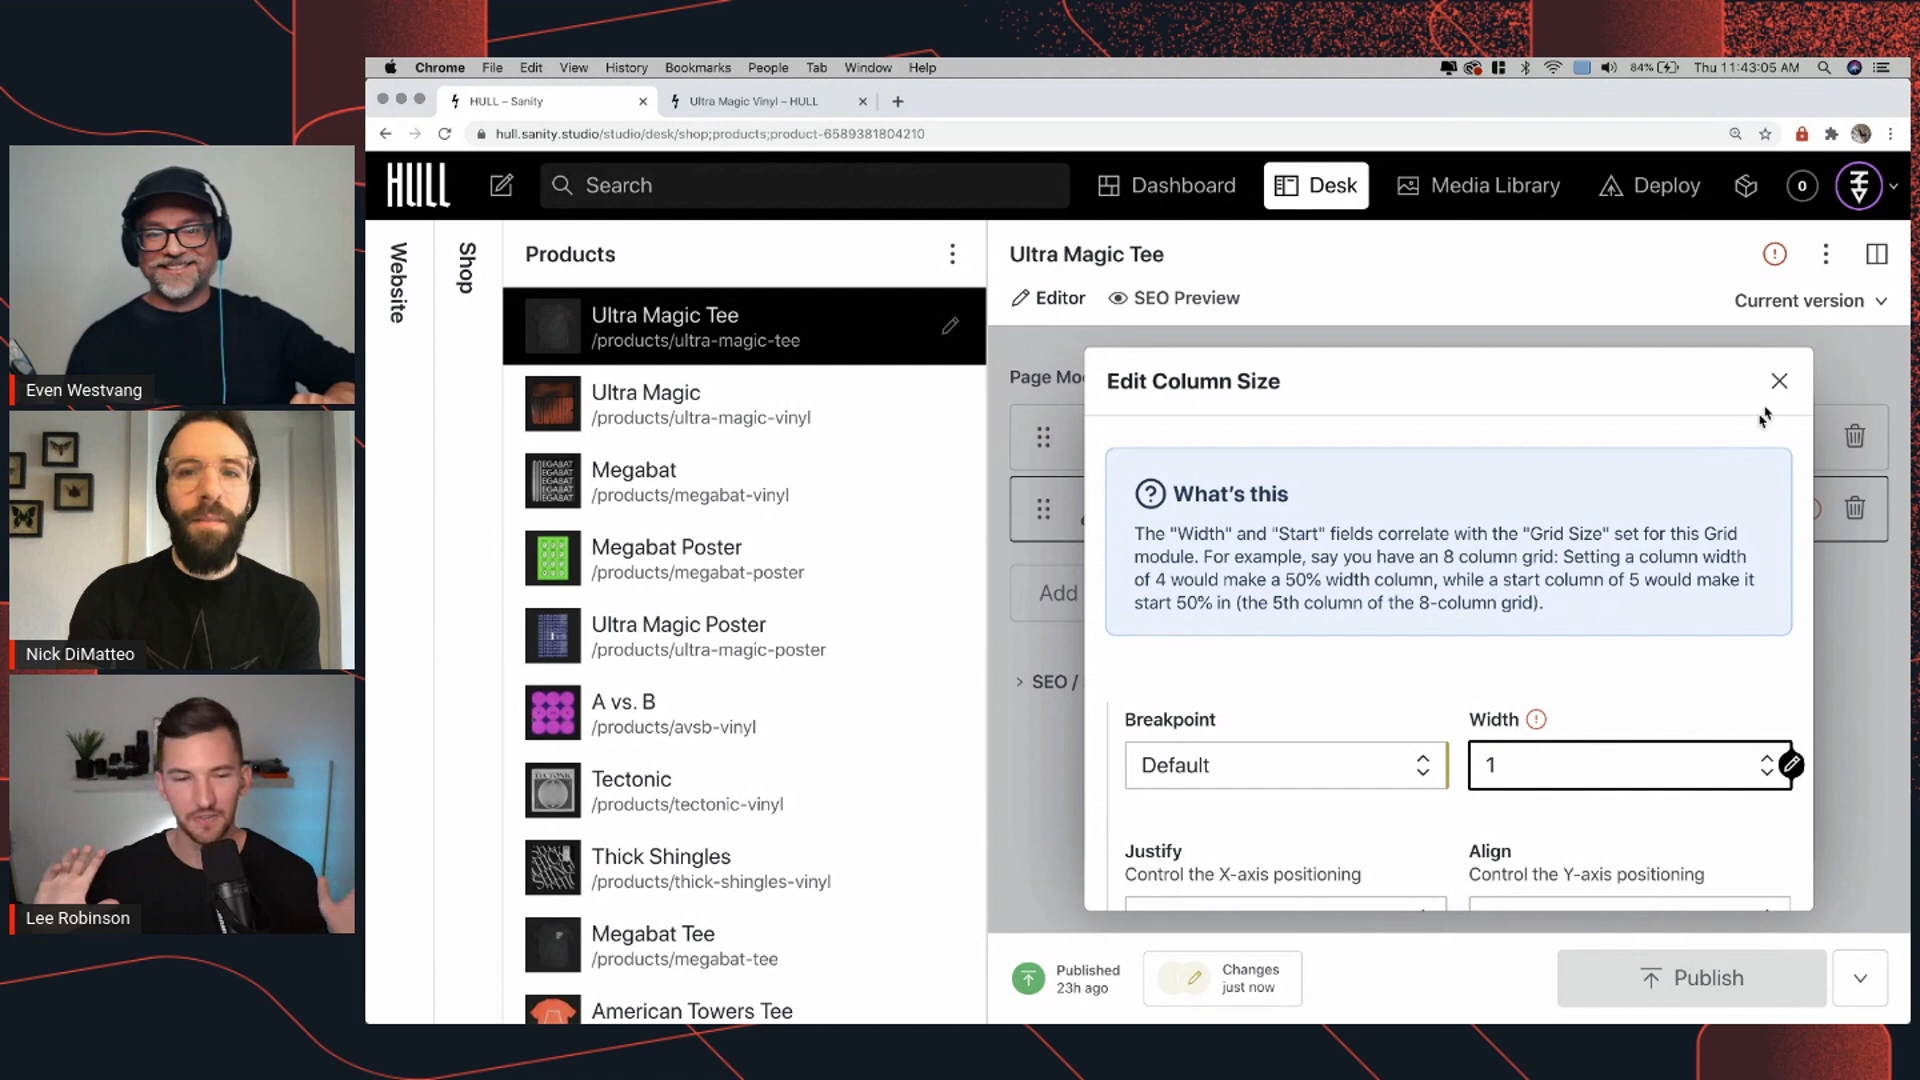 Chrome File Edit View History Bookmarks People Tab Window Help
84% Thu 11:43:05 AM
HULL – Sanity
Ultra Magic Vinyl – HULL
hull.sanity.studio/studio/desk/shop;products;product-6589381804210
HULL
Search
Dashboard
Desk
Media Library
Deploy
0
Website
Shop
Products
Ultra Magic Tee
/products/ultra-magic-tee
Ultra Magic
/products/ultra-magic-vinyl
Megabat
/products/megabat-vinyl
Megabat Poster
/products/megabat-poster
Ultra Magic Poster
/products/ultra-magic-poster
A vs. B
/products/avsb-vinyl
Tectonic
/products/tectonic-vinyl
Thick Shingles
/products/thick-shingles-vinyl
Megabat Tee
/products/megabat-tee
American Towers Tee
Ultra Magic Tee
Editor
SEO Preview
Current version
Page Mo
Add
SEO /
Edit Column Size
What's this
The "Width" and "Start" fields correlate with the "Grid Size" set for this Grid
module. For example, say you have an 8 column grid: Setting a column width
of 4 would make a 50% width column, while a start column of 5 would make it
start 50% in (the 5th column of the 8-column grid).
Breakpoint
Default
Width
1
Justify
Control the X-axis positioning
Align
Control the Y-axis positioning
Published
23h ago
Changes
just now
Publish
Even Westvang
Nick DiMatteo
Lee Robinson